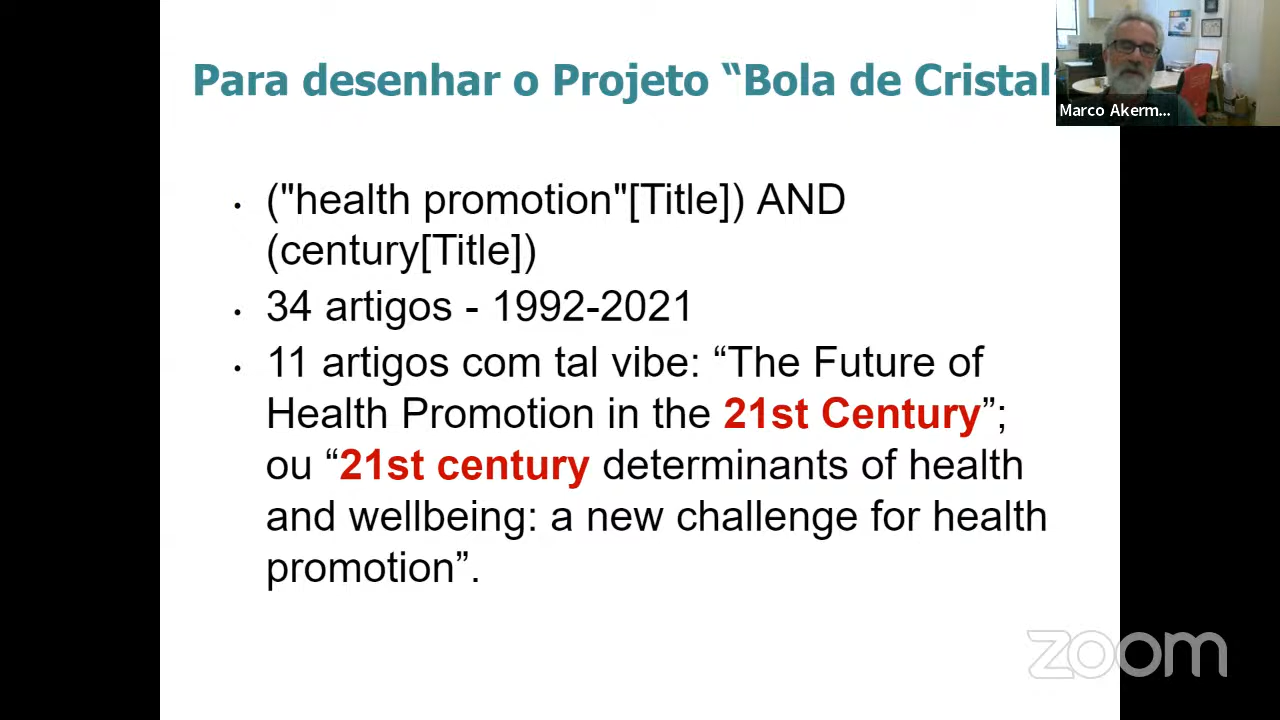 Para desenhar o Projeto “Bola de Cristal
Marco Akerm...
• ("health promotion"[Title]) AND
(century[Title])
• 34 artigos - 1992-2021
• 11 artigos com tal vibe: “The Future of
Health Promotion in the 21st Century”;
ou “21st century determinants of health
and wellbeing: a new challenge for health
promotion”.
zoom